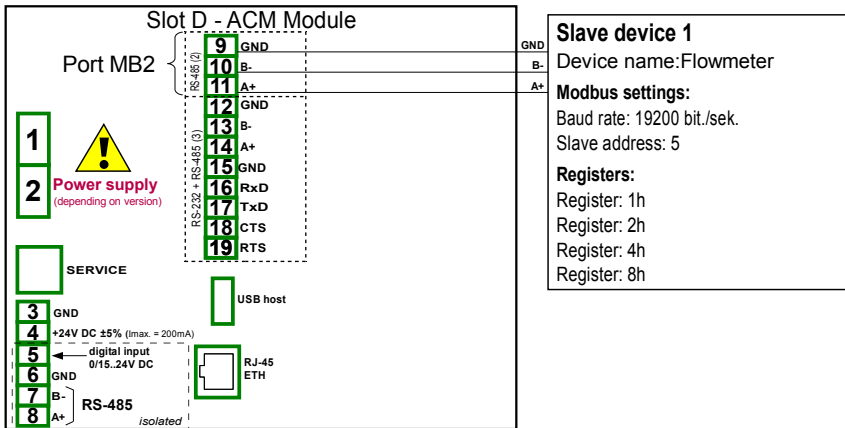 Slot D - ACM Module
Port MB2
RS-485 (2)
9 GND
10 B-
11 A+
RS-232 + RS-485 (3)
12 GND
13 B-
14 A+
15 GND
16 RxD
17 TxD
18 CTS
19 RTS
1
2
Power supply
(depending on version)
SERVICE
USB host
3 GND
4 +24V DC ±5% (Imax. = 200mA)
5 digital input
0/15..24V DC
6 GND
7 B-
8 A+
RS-485
isolated
RJ-45
ETH
GND
B-
A+
Slave device 1
Device name:Flowmeter
Modbus settings:
Baud rate: 19200 bit./sek.
Slave address: 5
Registers:
Register: 1h
Register: 2h
Register: 4h
Register: 8h